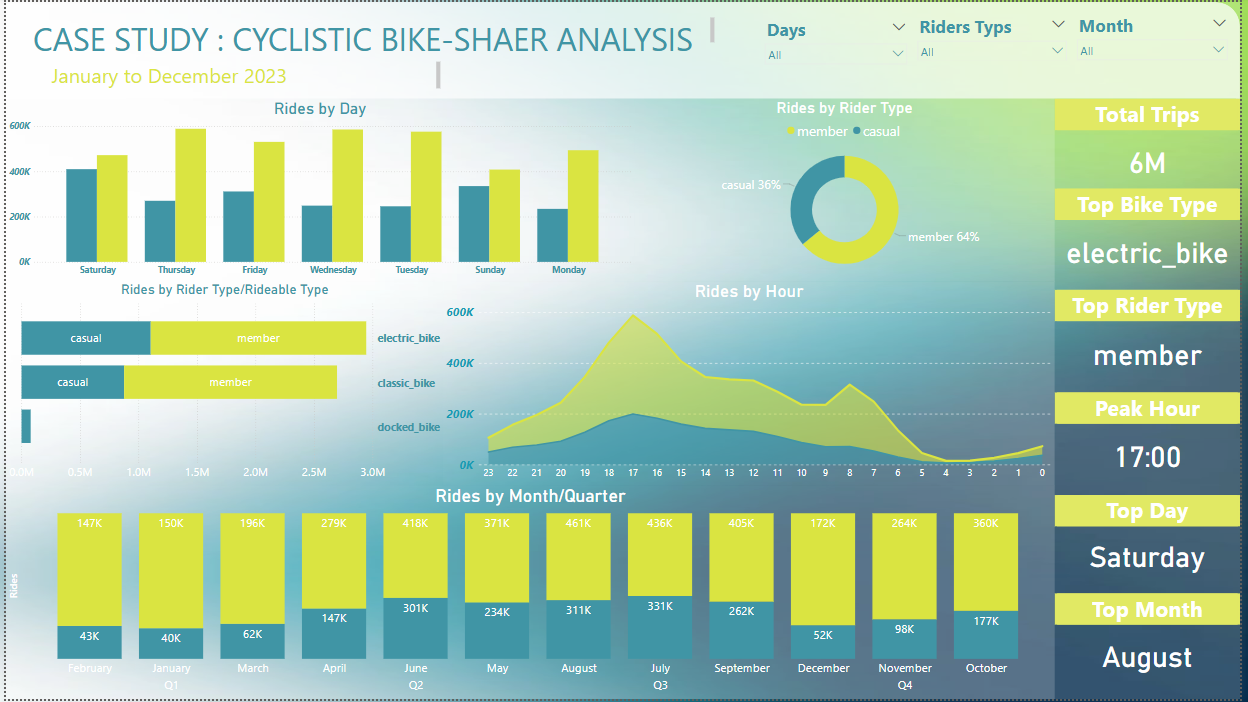 CASE STUDY : CYCLISTIC BIKE-SHAER ANALYSIS
January to December 2023
Days
All
Riders Typs
All
Month
All
Rides by Day
600K
400K
200K
0K
Saturday Thursday Friday Wednesday Tuesday Sunday Monday
Rides by Rider Type
member casual
casual 36%
member 64%
Rides by Rider Type/Rideable Type
casual member electric_bike
casual member classic_bike
docked_bike
0.0M 0.5M 1.0M 1.5M 2.0M 2.5M 3.0M
Rides by Hour
600K
400K
200K
0K
23 22 21 20 19 18 17 16 15 14 13 12 11 10 9 8 7 6 5 4 3 2 1 0
Rides by Month/Quarter
Rides
147K 150K 196K 279K 418K 371K 461K 436K 405K 172K 264K 360K
43K 40K 62K 147K 301K 234K 311K 331K 262K 52K 98K 177K
February January March April June May August July September December November October
Q1 Q2 Q3 Q4
Total Trips
6M
Top Bike Type
electric_bike
Top Rider Type
member
Peak Hour
17:00
Top Day
Saturday
Top Month
August